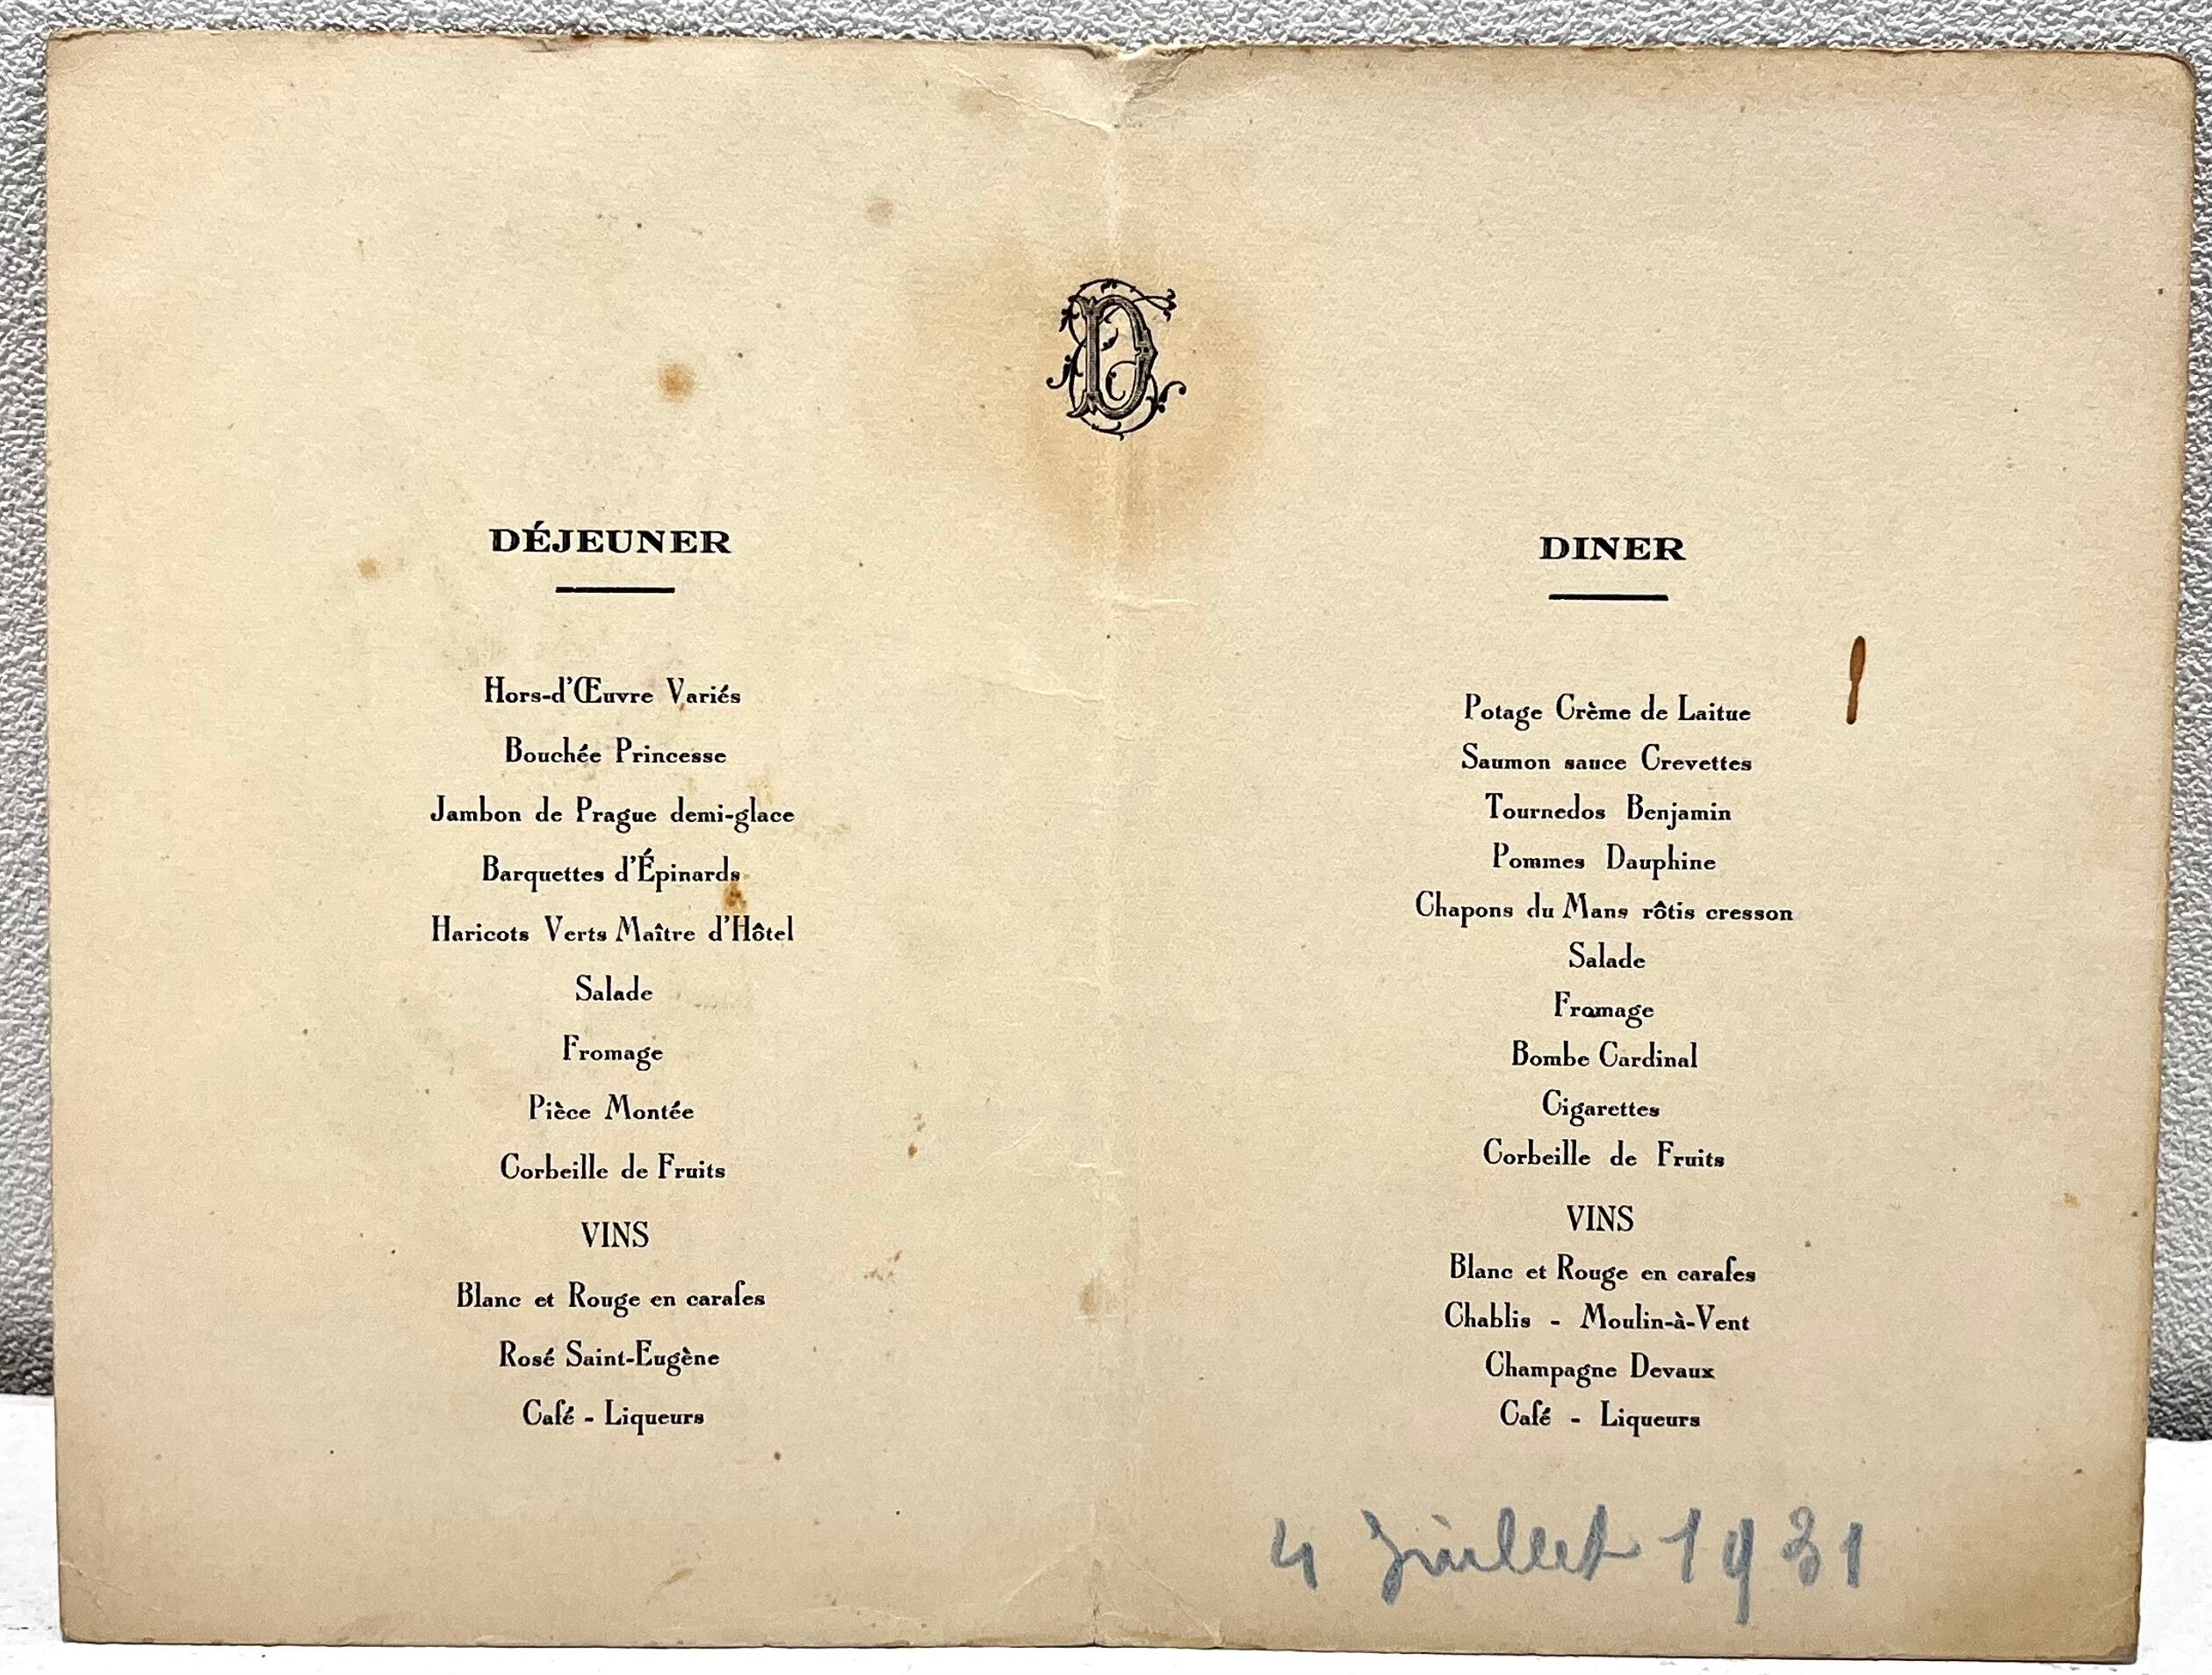 DÉJEUNER
Hors-d'Œuvre Variés
Bouchée Princesse
Jambon de Prague demi-glace
Barquettes d'Épinards
Haricots Verts Maître d'Hôtel
Salade
Fromage
Pièce Montée
Corbeille de Fruits
VINS
Blanc et Rouge en carafes
Rosé Saint-Eugène
Café - Liqueurs
DINER
Potage Crème de Laitue
Saumon sauce Crevettes
Tournedos Benjamin
Pommes Dauphine
Chapons du Mans rôtis cresson
Salade
Fromage
Bombe Cardinal
Cigarettes
Corbeille de Fruits
VINS
Blanc et Rouge en carafes
Chablis - Moulin-à-Vent
Champagne Devaux
Café - Liqueurs
4 Juillet 1931